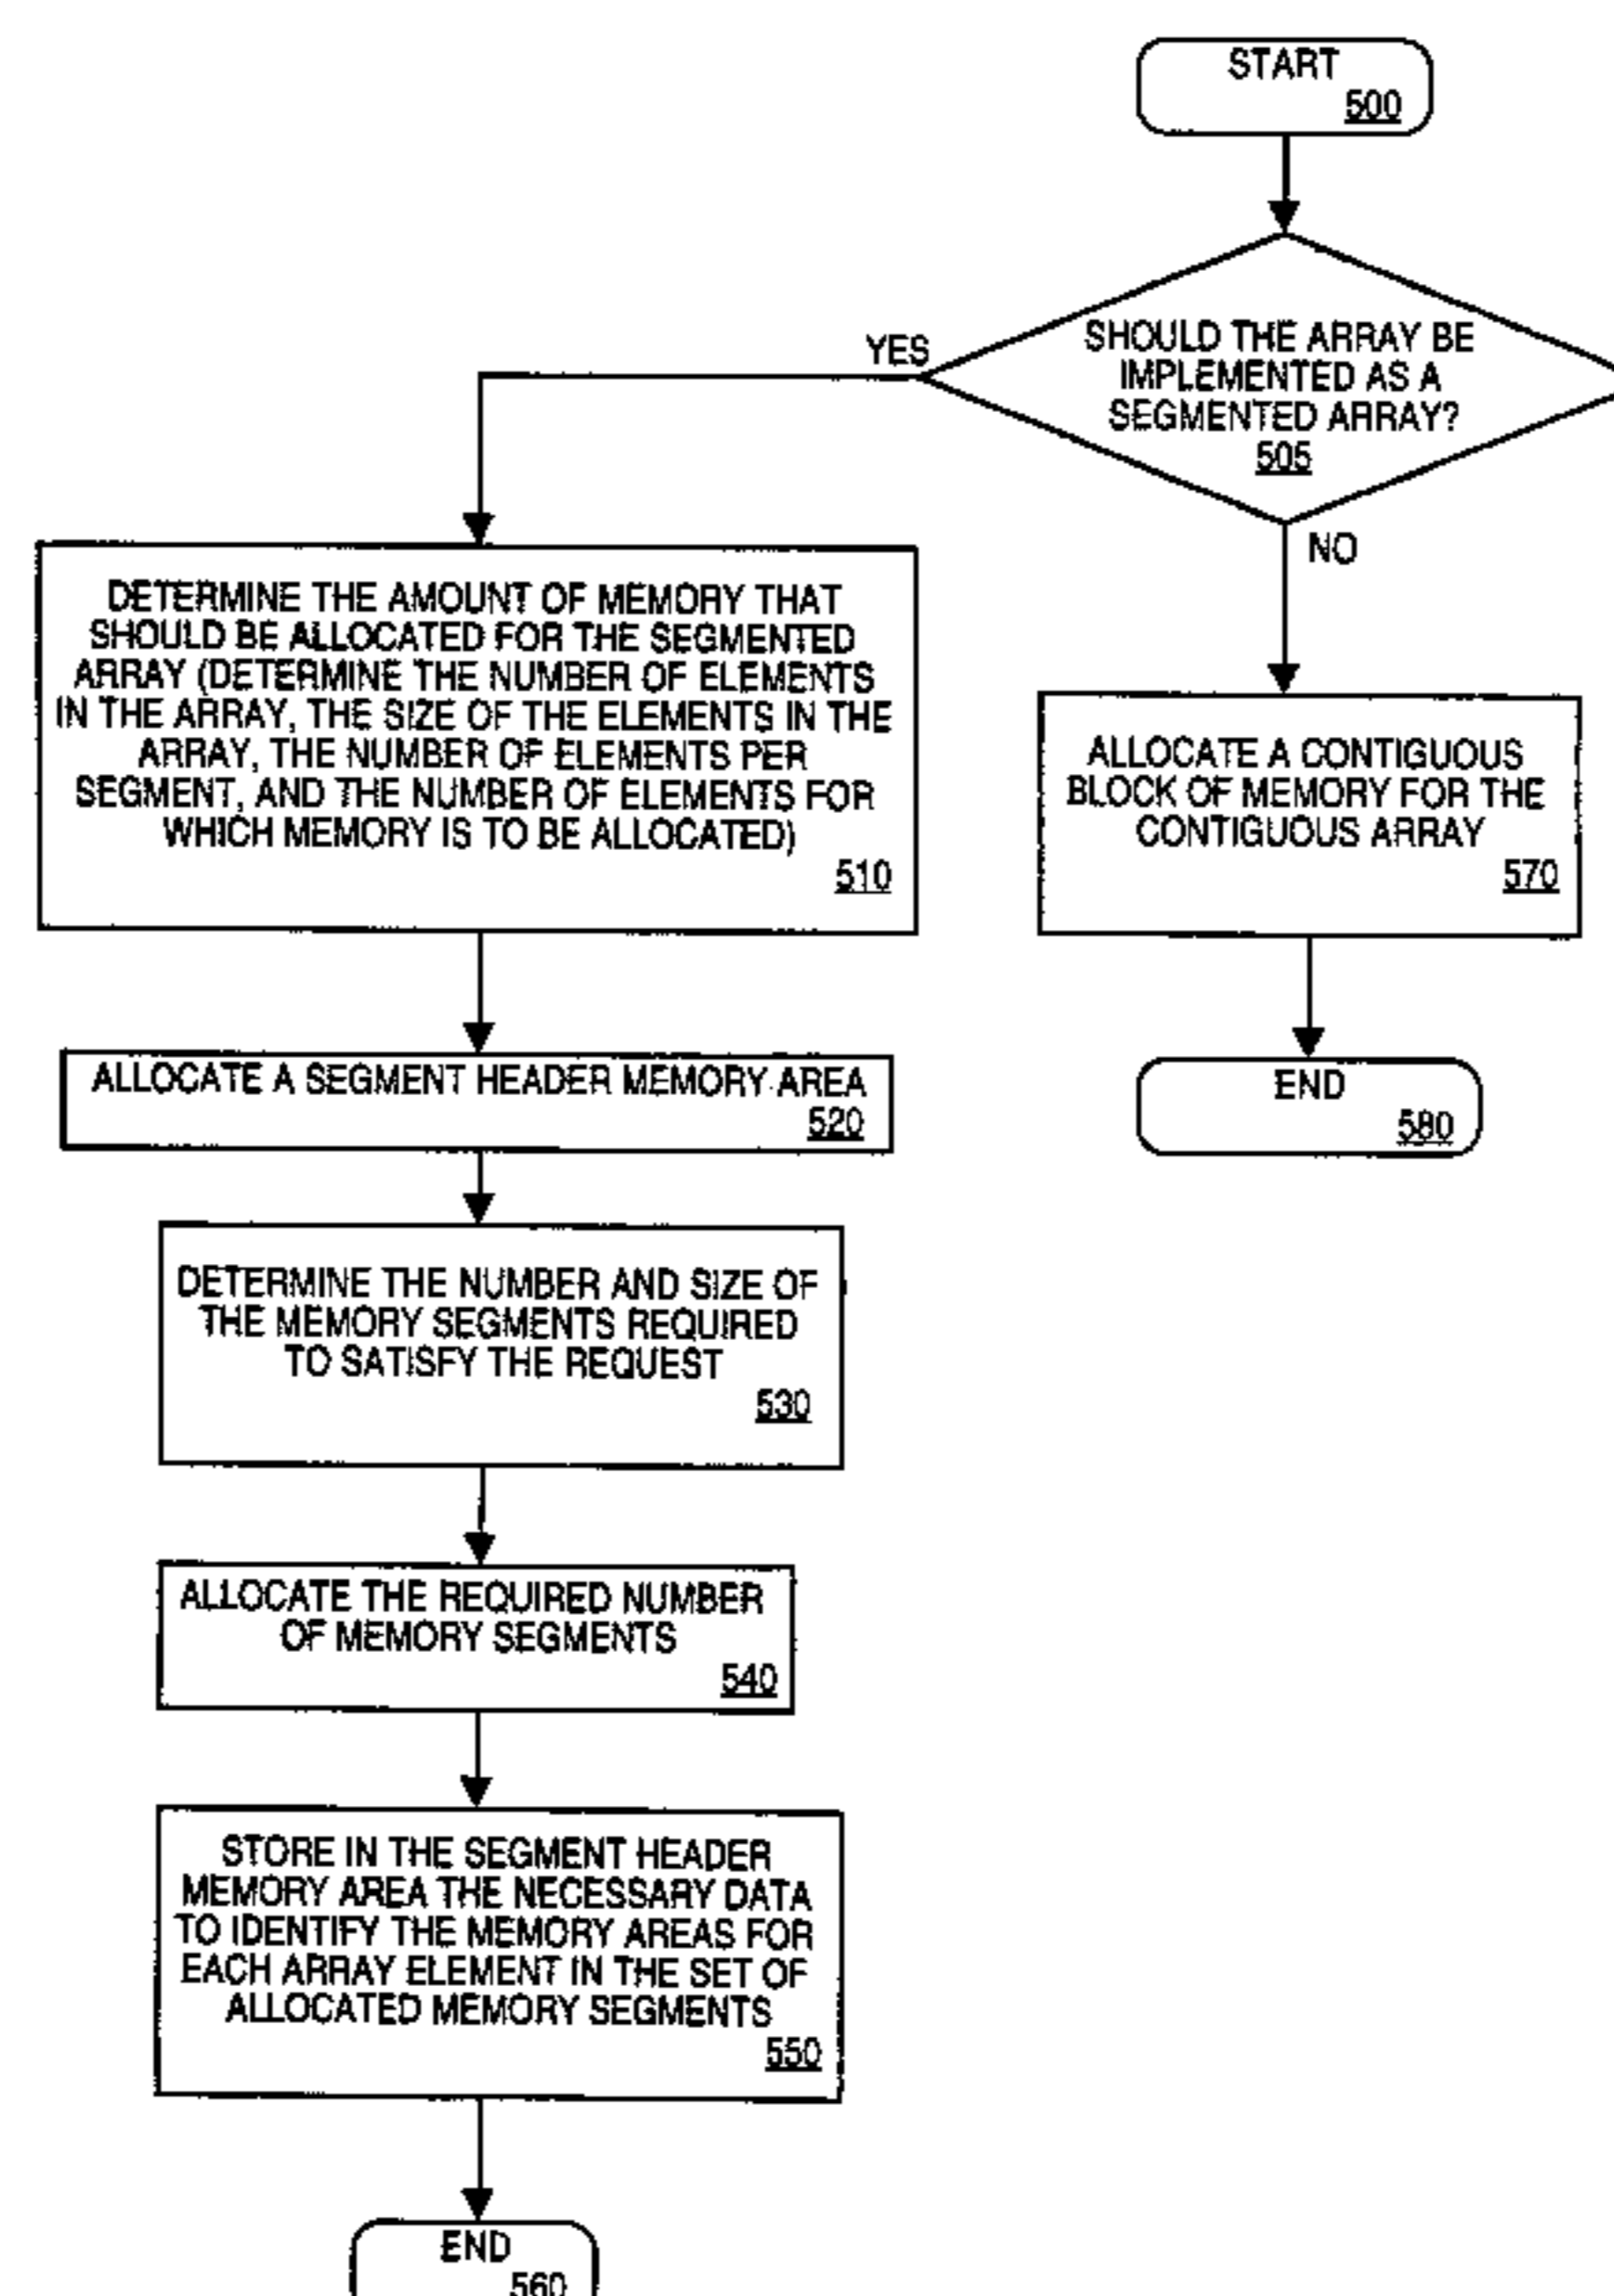 START
500
SHOULD THE ARRAY BE
IMPLEMENTED AS A
SEGMENTED ARRAY?
505
YES
NO
DETERMINE THE AMOUNT OF MEMORY THAT
SHOULD BE ALLOCATED FOR THE SEGMENTED
ARRAY (DETERMINE THE NUMBER OF ELEMENTS
IN THE ARRAY, THE SIZE OF THE ELEMENTS IN THE
ARRAY, THE NUMBER OF ELEMENTS PER
SEGMENT, AND THE NUMBER OF ELEMENTS FOR
WHICH MEMORY IS TO BE ALLOCATED)
510
ALLOCATE A CONTIGUOUS
BLOCK OF MEMORY FOR THE
CONTIGUOUS ARRAY
570
ALLOCATE A SEGMENT HEADER MEMORY AREA
520
END
580
DETERMINE THE NUMBER AND SIZE OF
THE MEMORY SEGMENTS REQUIRED
TO SATISFY THE REQUEST
530
ALLOCATE THE REQUIRED NUMBER
OF MEMORY SEGMENTS
540
STORE IN THE SEGMENT HEADER
MEMORY AREA THE NECESSARY DATA
TO IDENTIFY THE MEMORY AREAS FOR
EACH ARRAY ELEMENT IN THE SET OF
ALLOCATED MEMORY SEGMENTS
550
END
560